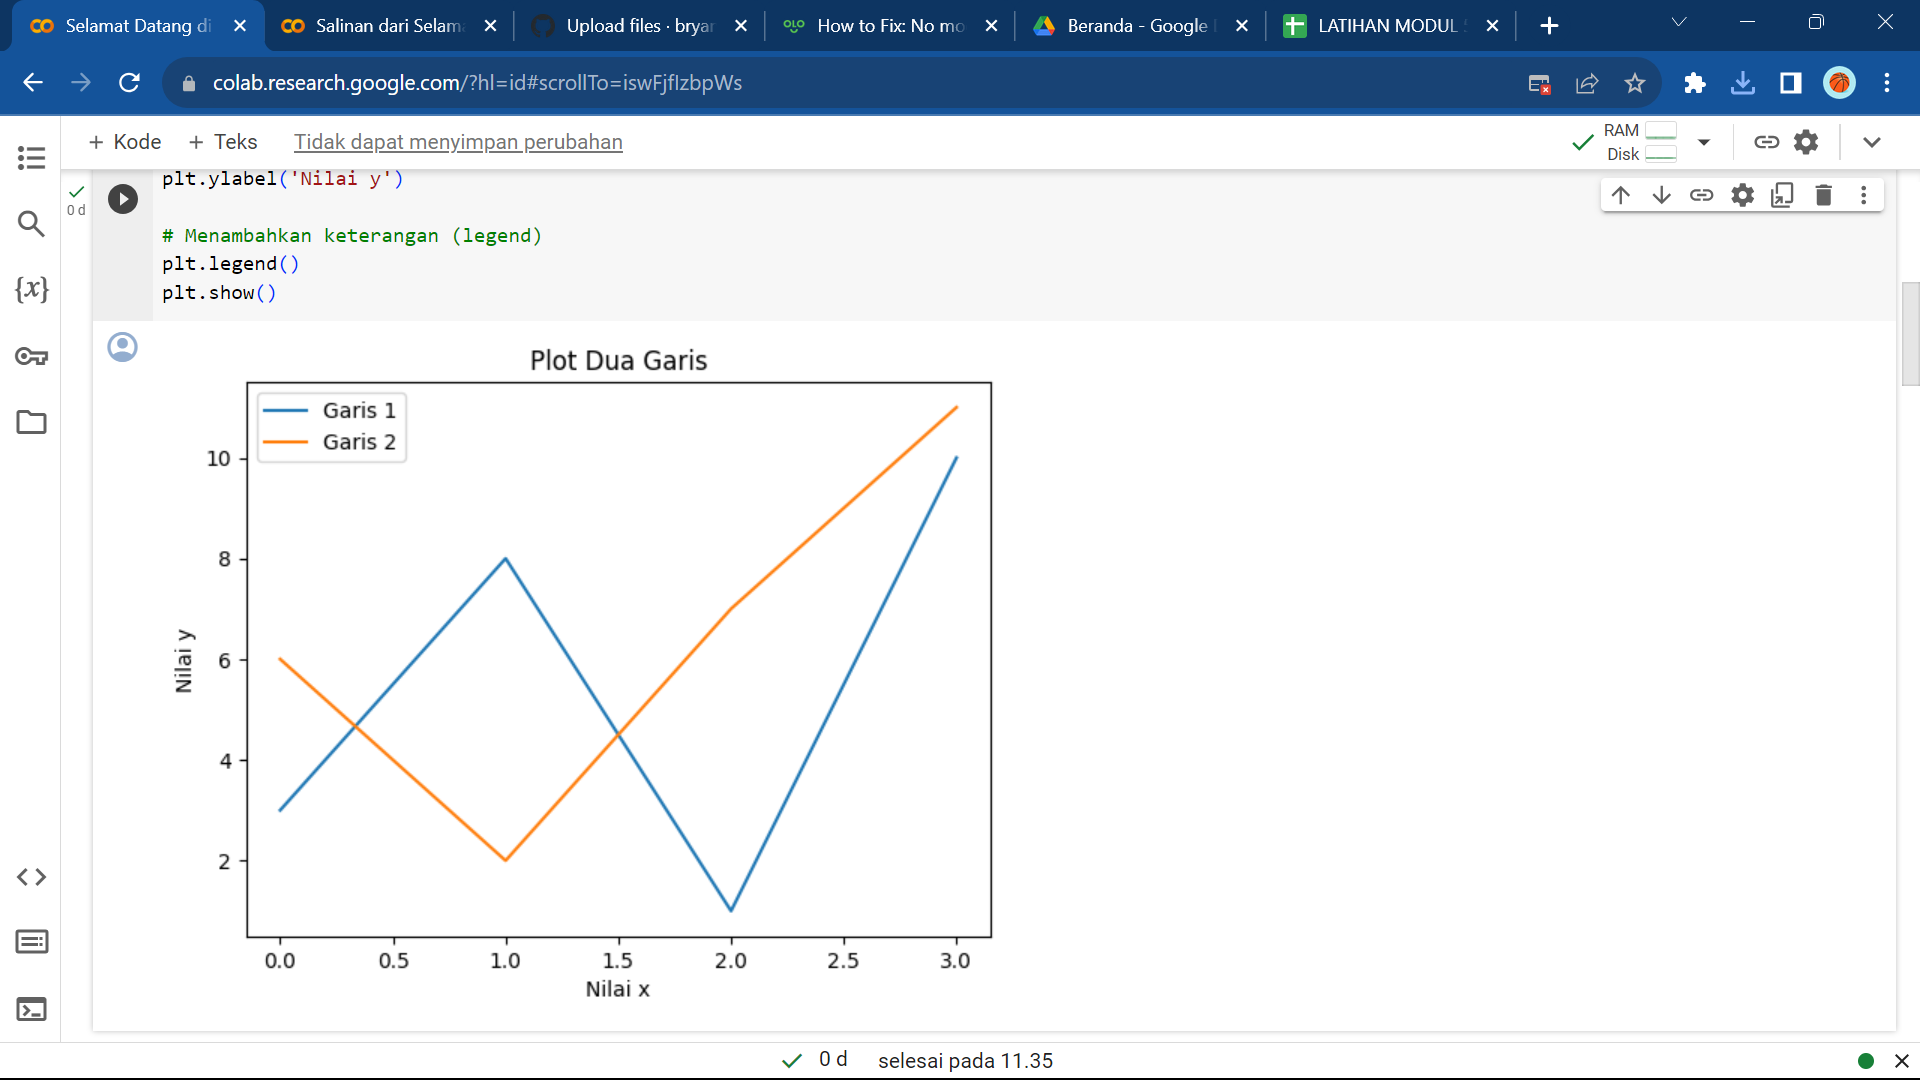 Selamat Datang di
Salinan dari Selam
Upload files · bryar
How to Fix: No mo
Beranda - Google
LATIHAN MODUL
colab.research.google.com/?hl=id#scrollTo=iswFjfIzbpWs
+ Kode + Teks Tidak dapat menyimpan perubahan
RAM
Disk
0 d
plt.ylabel('Nilai y')
# Menambahkan keterangan (legend)
plt.legend()
plt.show()
Plot Dua Garis
Garis 1
Garis 2
10
8
6
4
2
Nilai y
0.0 0.5 1.0 1.5 2.0 2.5 3.0
Nilai x
0 d selesai pada 11.35